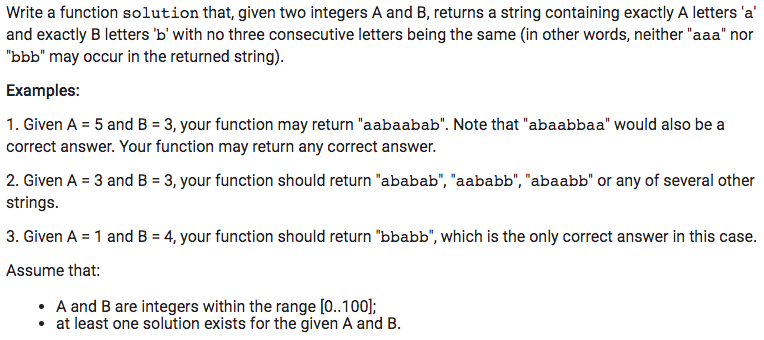 Write a function solution that, given two integers A and B, returns a string containing exactly A letters 'a'
and exactly B letters 'b' with no three consecutive letters being the same (in other words, neither "aaa" nor
"bbb" may occur in the returned string).
Examples:
1. Given A = 5 and B = 3, your function may return "aabaabab". Note that "abaabbaa" would also be a
correct answer. Your function may return any correct answer.
2. Given A = 3 and B = 3, your function should return "ababab", "aababb", "abaabb" or any of several other
strings.
3. Given A = 1 and B = 4, your function should return "bbabb", which is the only correct answer in this case.
Assume that:
• A and B are integers within the range [0..100];
• at least one solution exists for the given A and B.